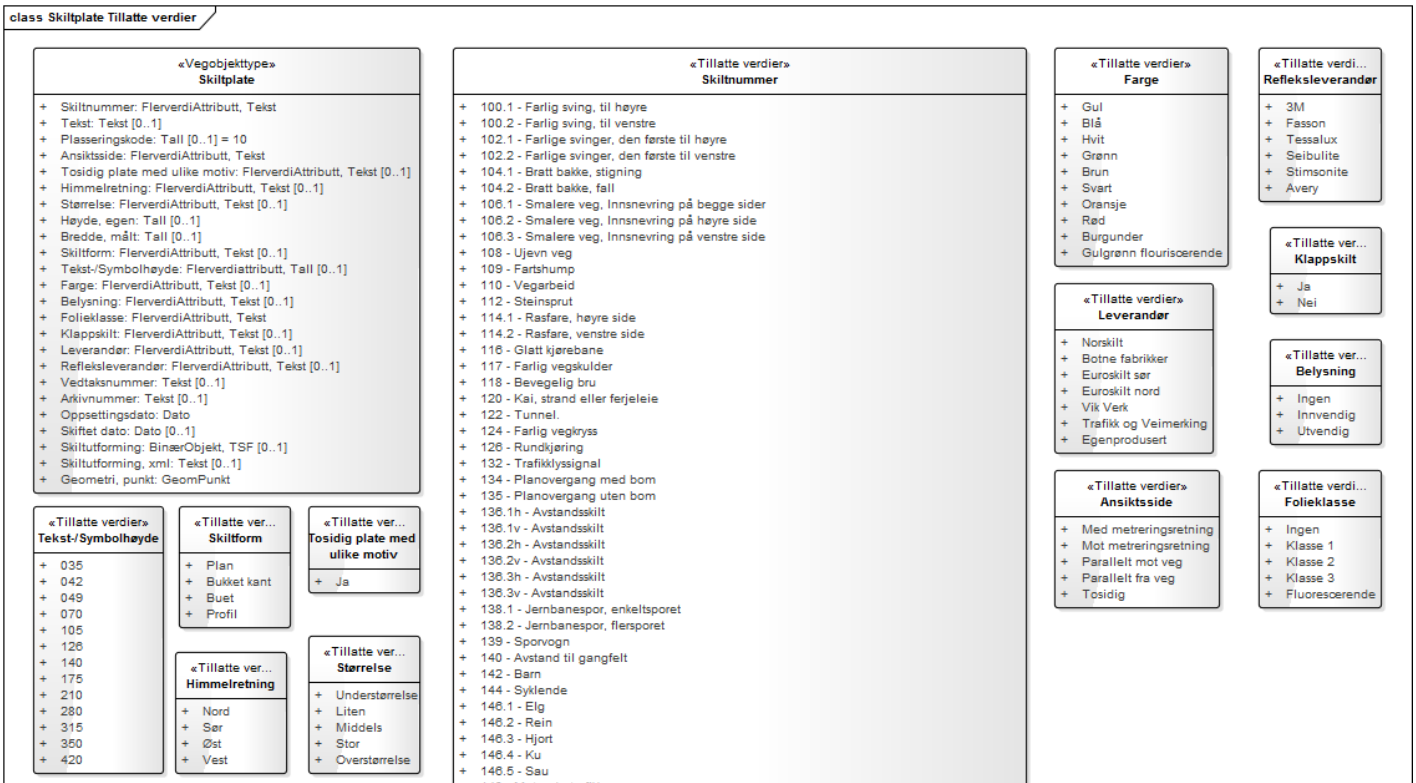 class Skiltplate Tillatte verdier
«Vegobjekttype»
Skiltplate
+ Skiltnummer: FlerverdiAttributt, Tekst
+ Tekst: Tekst [0..1]
+ Plasseringskode: Tall [0..1] = 10
+ Ansiktsside: FlerverdiAttributt, Tekst
+ Tosidig plate med ulike motiv: FlerverdiAttributt, Tekst [0..1]
+ Himmelretning: FlerverdiAttributt, Tekst [0..1]
+ Størrelse: FlerverdiAttributt, Tekst [0..1]
+ Høyde, egen: Tall [0..1]
+ Bredde, målt: Tall [0..1]
+ Skiltform: FlerverdiAttributt, Tekst [0..1]
+ Tekst-/Symbolhøyde: Flerverdiattributt, Tall [0..1]
+ Farge: FlerverdiAttributt, Tekst [0..1]
+ Belysning: FlerverdiAttributt, Tekst [0..1]
+ Folieklasse: FlerverdiAttributt, Tekst
+ Klappskilt: FlerverdiAttributt, Tekst [0..1]
+ Leverandør: FlerverdiAttributt, Tekst [0..1]
+ Refleksleverandør: FlerverdiAttributt, Tekst [0..1]
+ Vedtaksnummer: Tekst [0..1]
+ Arkivnummer: Tekst [0..1]
+ Oppsettingsdato: Dato
+ Skiftet dato: Dato [0..1]
+ Skiltutforming: BinærObjekt, TSF [0..1]
+ Skiltutforming, xml: Tekst [0..1]
+ Geometri, punkt: GeomPunkt
«Tillatte verdier»
Tekst-/Symbolhøyde
+ 035
+ 042
+ 049
+ 070
+ 105
+ 126
+ 140
+ 175
+ 210
+ 280
+ 315
+ 350
+ 420
«Tillatte ver...
Skiltform
+ Plan
+ Bukket kant
+ Buet
+ Profil
«Tillatte ver...
Himmelretning
+ Nord
+ Sør
+ Øst
+ Vest
«Tillatte ver...
Tosidig plate med
ulike motiv
+ Ja
«Tillatte ver...
Størrelse
+ Understørrelse
+ Liten
+ Middels
+ Stor
+ Overstørrelse
«Tillatte verdier»
Skiltnummer
+ 100.1 - Farlig sving, til høyre
+ 100.2 - Farlig sving, til venstre
+ 102.1 - Farlige svinger, den første til høyre
+ 102.2 - Farlige svinger, den første til venstre
+ 104.1 - Bratt bakke, stigning
+ 104.2 - Bratt bakke, fall
+ 106.1 - Smalere veg, Innsnevring på begge sider
+ 106.2 - Smalere veg, Innsnevring på høyre side
+ 106.3 - Smalere veg, Innsnevring på venstre side
+ 108 - Ujevn veg
+ 109 - Fartshump
+ 110 - Vegarbeid
+ 112 - Steinsprut
+ 114.1 - Rasfare, høyre side
+ 114.2 - Rasfare, venstre side
+ 116 - Glatt kjørebane
+ 117 - Farlig vegskulder
+ 118 - Bevegelig bru
+ 120 - Kai, strand eller ferjeleie
+ 122 - Tunnel.
+ 124 - Farlig vegkryss
+ 126 - Rundkjøring
+ 132 - Trafikklyssignal
+ 134 - Planovergang med bom
+ 135 - Planovergang uten bom
+ 136.1h - Avstandsskilt
+ 136.1v - Avstandsskilt
+ 136.2h - Avstandsskilt
+ 136.2v - Avstandsskilt
+ 136.3h - Avstandsskilt
+ 136.3v - Avstandsskilt
+ 138.1 - Jernbanespor, enkeltsporet
+ 138.2 - Jernbanespor, flersporet
+ 139 - Sporvogn
+ 140 - Avstand til gangfelt
+ 142 - Barn
+ 144 - Syklende
+ 146.1 - Elg
+ 146.2 - Rein
+ 146.3 - Hjort
+ 146.4 - Ku
+ 146.5 - Sau
«Tillatte verdier»
Farge
+ Gul
+ Blå
+ Hvit
+ Grønn
+ Brun
+ Svart
+ Oransje
+ Rød
+ Burgunder
+ Gulgrønn flouriscerende
«Tillatte verdier»
Leverandør
+ Norskilt
+ Botne fabrikker
+ Euroskilt sør
+ Euroskilt nord
+ Vik Verk
+ Trafikk og Veimerking
+ Egenprodusert
«Tillatte verdier»
Ansiktsside
+ Med metreringsretning
+ Mot metreringsretning
+ Parallelt mot veg
+ Parallelt fra veg
+ Tosidig
«Tillatte verdi...
Refleksleverandør
+ 3M
+ Fasson
+ Tessalux
+ Seibulite
+ Stimsonite
+ Avery
«Tillatte ver...
Klappskilt
+ Ja
+ Nei
«Tillatte ver...
Belysning
+ Ingen
+ Innvendig
+ Utvendig
«Tillatte verdi...
Folieklasse
+ Ingen
+ Klasse 1
+ Klasse 2
+ Klasse 3
+ Fluorescerende